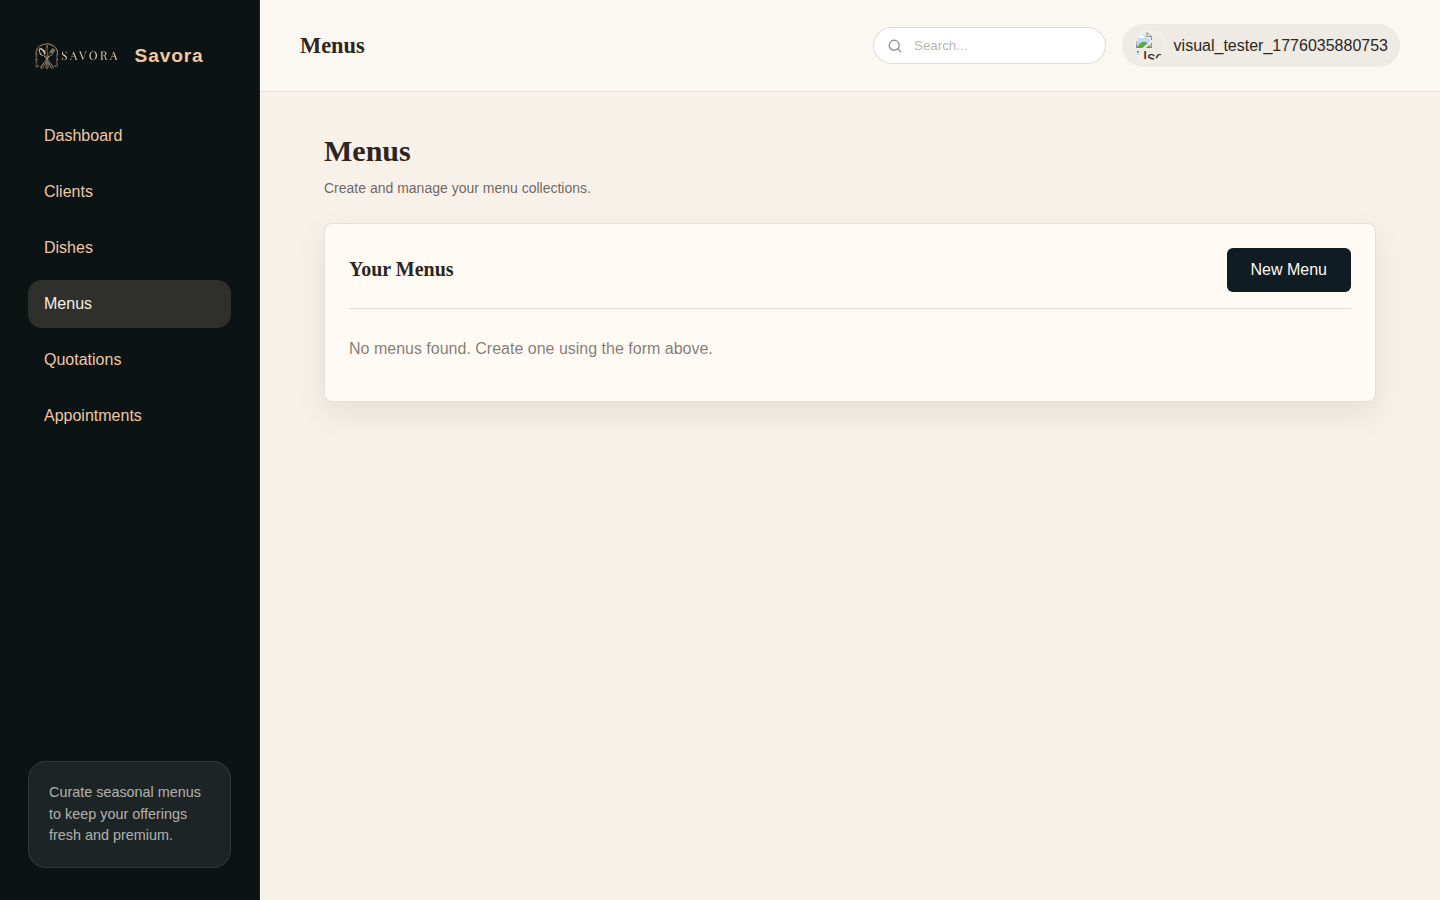 SAVORA Savora
Dashboard
Clients
Dishes
Menus
Quotations
Appointments
Curate seasonal menus
to keep your offerings
fresh and premium.
Menus
Search...
visual_tester_1776035880753
Menus
Create and manage your menu collections.
Your Menus
New Menu
No menus found. Create one using the form above.